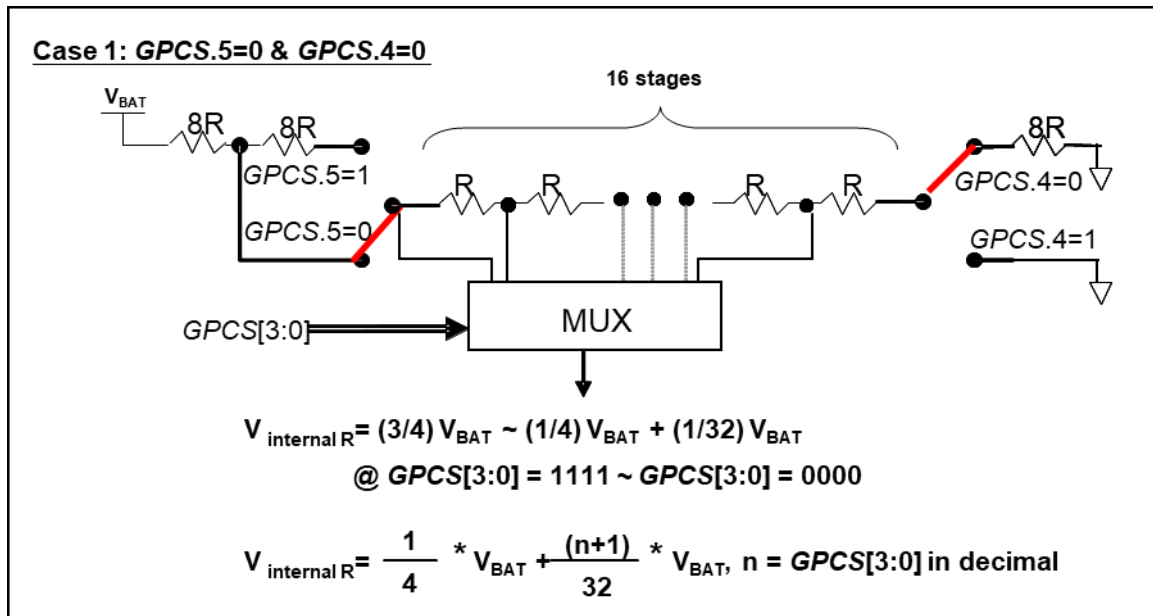 Case 1: GPCS.5=0 & GPCS.4=0
16 stages
VBAT
8R 8R 8R
GPCS.5=1
R R R R
GPCS.4=0
GPCS.5=0
GPCS.4=1
MUX
GPCS[3:0]
V internal R= (3/4) VBAT ~ (1/4) VBAT + (1/32) VBAT
@ GPCS[3:0] = 1111 ~ GPCS[3:0] = 0000
V internal R= 1/4 * VBAT + (n+1)/32 * VBAT, n = GPCS[3:0] in decimal